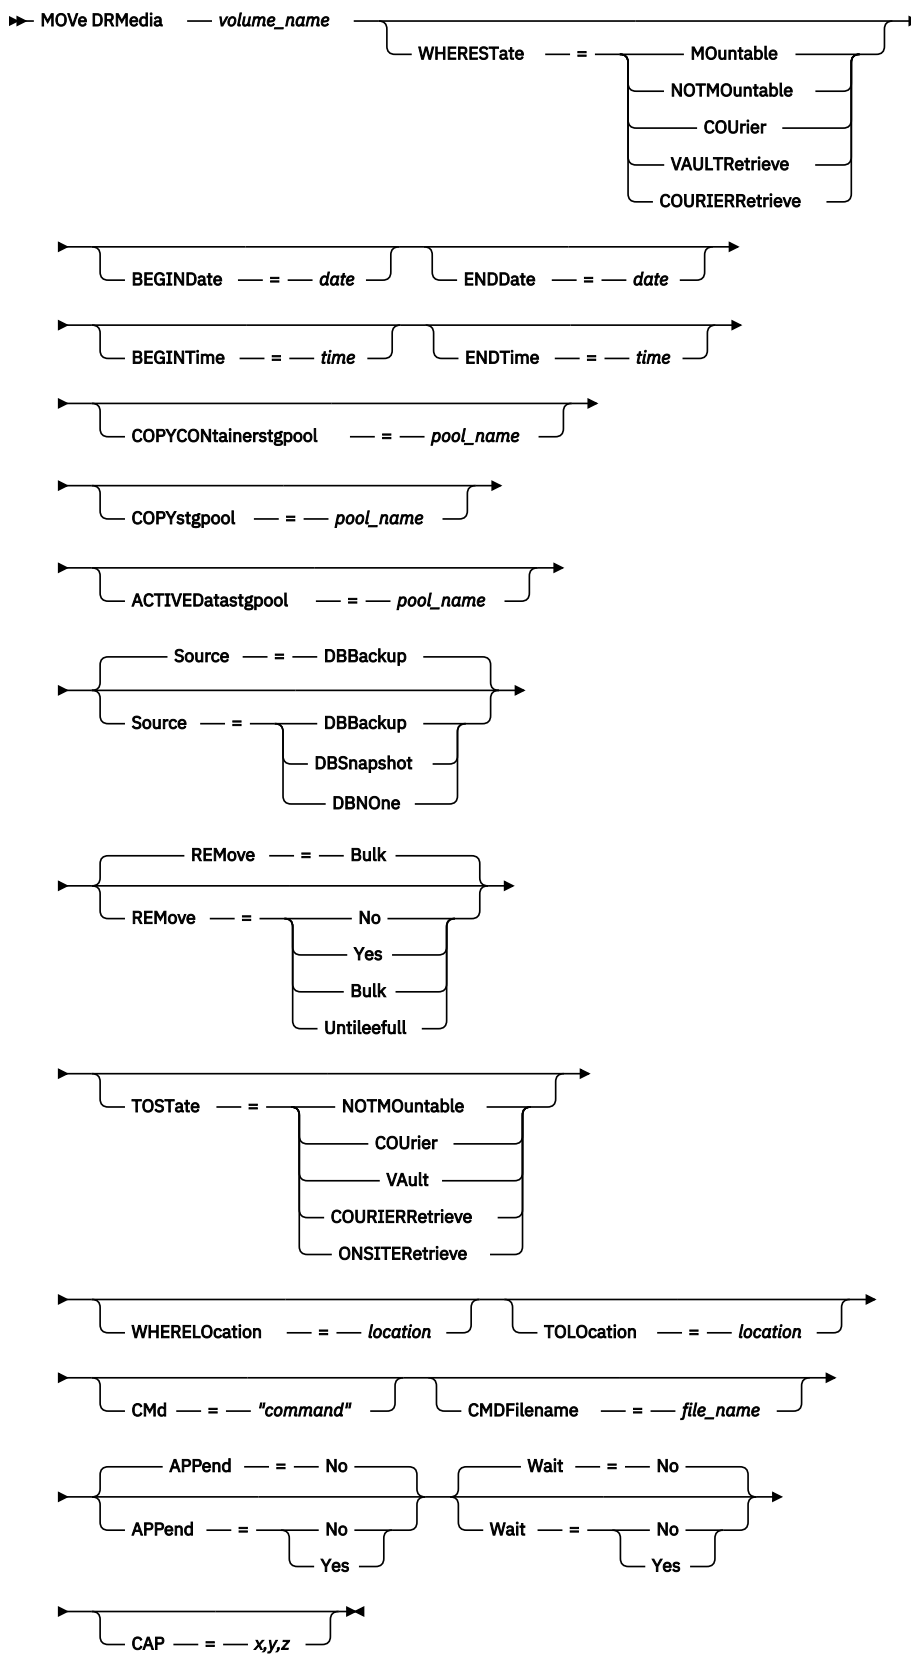 MOVe DRMedia volume_name
WHERESTate = MOuntable
NOTMOuntable
COUrier
VAULTRetrieve
COURIERRetrieve
BEGINDate = date ENDDate = date
BEGINTime = time ENDTime = time
COPYCONtainerstgpool = pool_name
COPYstgpool = pool_name
ACTIVEDatastgpool = pool_name
Source = DBBackup
Source = DBBackup
DBSnapshot
DBNOne
REMove = Bulk
REMove = No
Yes
Bulk
Untileefull
TOSTate = NOTMOuntable
COUrier
VAult
COURIERRetrieve
ONSITERetrieve
WHERELOcation = location TOLOcation = location
CMd = "command" CMDFilename = file_name
APPend = No Wait = No
APPend = No Wait = No
Yes Yes
CAP = x,y,z